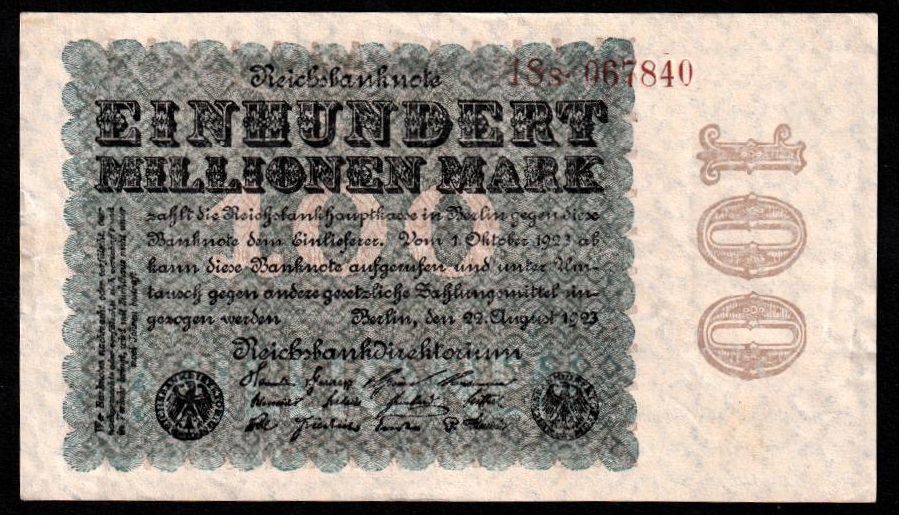 Reichsbanknote
18s·067840
EINHUNDERT
MILLIONEN MARK
100
zahlt die Reichsbankhauptkasse in Berlin gegen diese
Banknote dem Einlieferer. Vom 1. Oktober 1923 ab
kann diese Banknote aufgerufen und unter Um-
tausch gegen andere gesetzliche Zahlungsmittel ein-
gezogen werden Berlin, den 22. August 1923
Reichsbankdirektorium
100